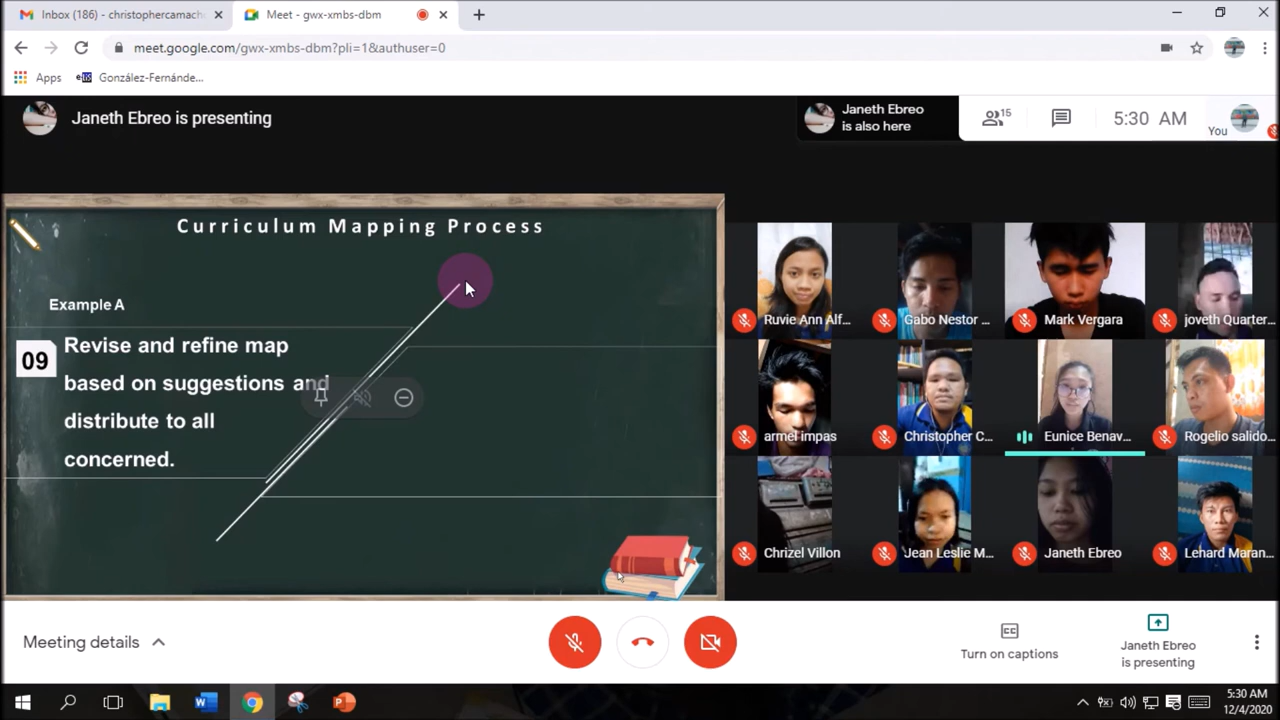 Inbox (186) - christophercamach
Meet - gwx-xmbs-dbm
meet.google.com/gwx-xmbs-dbm?pli=1&authuser=0
Apps
González-Fernánde...
Janeth Ebreo is presenting
Janeth Ebreo
is also here
15
5:30 AM
You
Curriculum Mapping Process
Example A
09
Revise and refine map
based on suggestions and
distribute to all
concerned.
Ruvie Ann Alf...
Gabo Nestor ...
Mark Vergara
joveth Quarter...
armel impas
Christopher C...
Eunice Benav...
Rogelio salido...
Chrizel Villon
Jean Leslie M...
Janeth Ebreo
Lehard Maran...
Meeting details
Turn on captions
Janeth Ebreo
is presenting
5:30 AM
12/4/2020